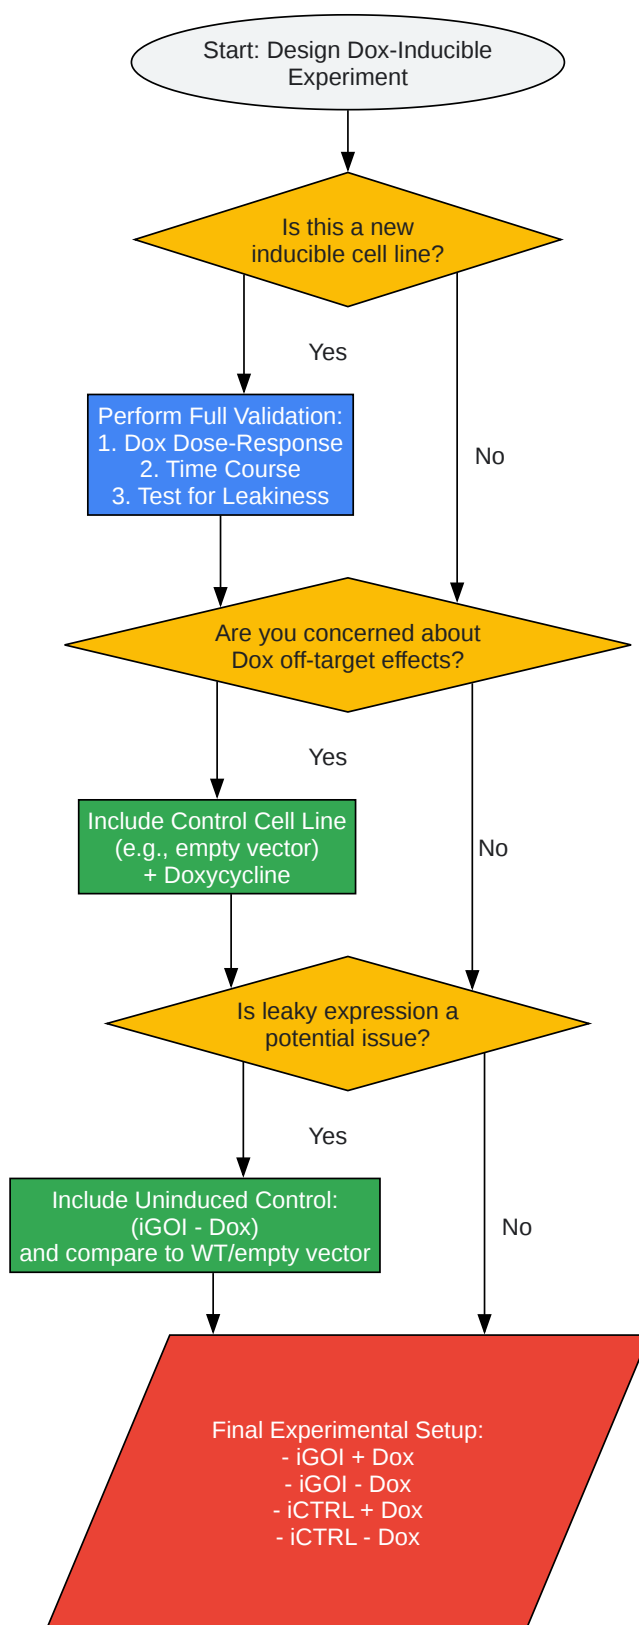 Start: Design Dox-Inducible
Experiment
Is this a new
inducible cell line?
Yes
Perform Full Validation:
1. Dox Dose-Response
2. Time Course
3. Test for Leakiness
No
Are you concerned about
Dox off-target effects?
Yes
Include Control Cell Line
(e.g., empty vector)
+ Doxycycline
No
Is leaky expression a
potential issue?
Yes
Include Uninduced Control:
(iGOI - Dox)
and compare to WT/empty vector
No
Final Experimental Setup:
- iGOI + Dox
- iGOI - Dox
- iCTRL + Dox
- iCTRL - Dox